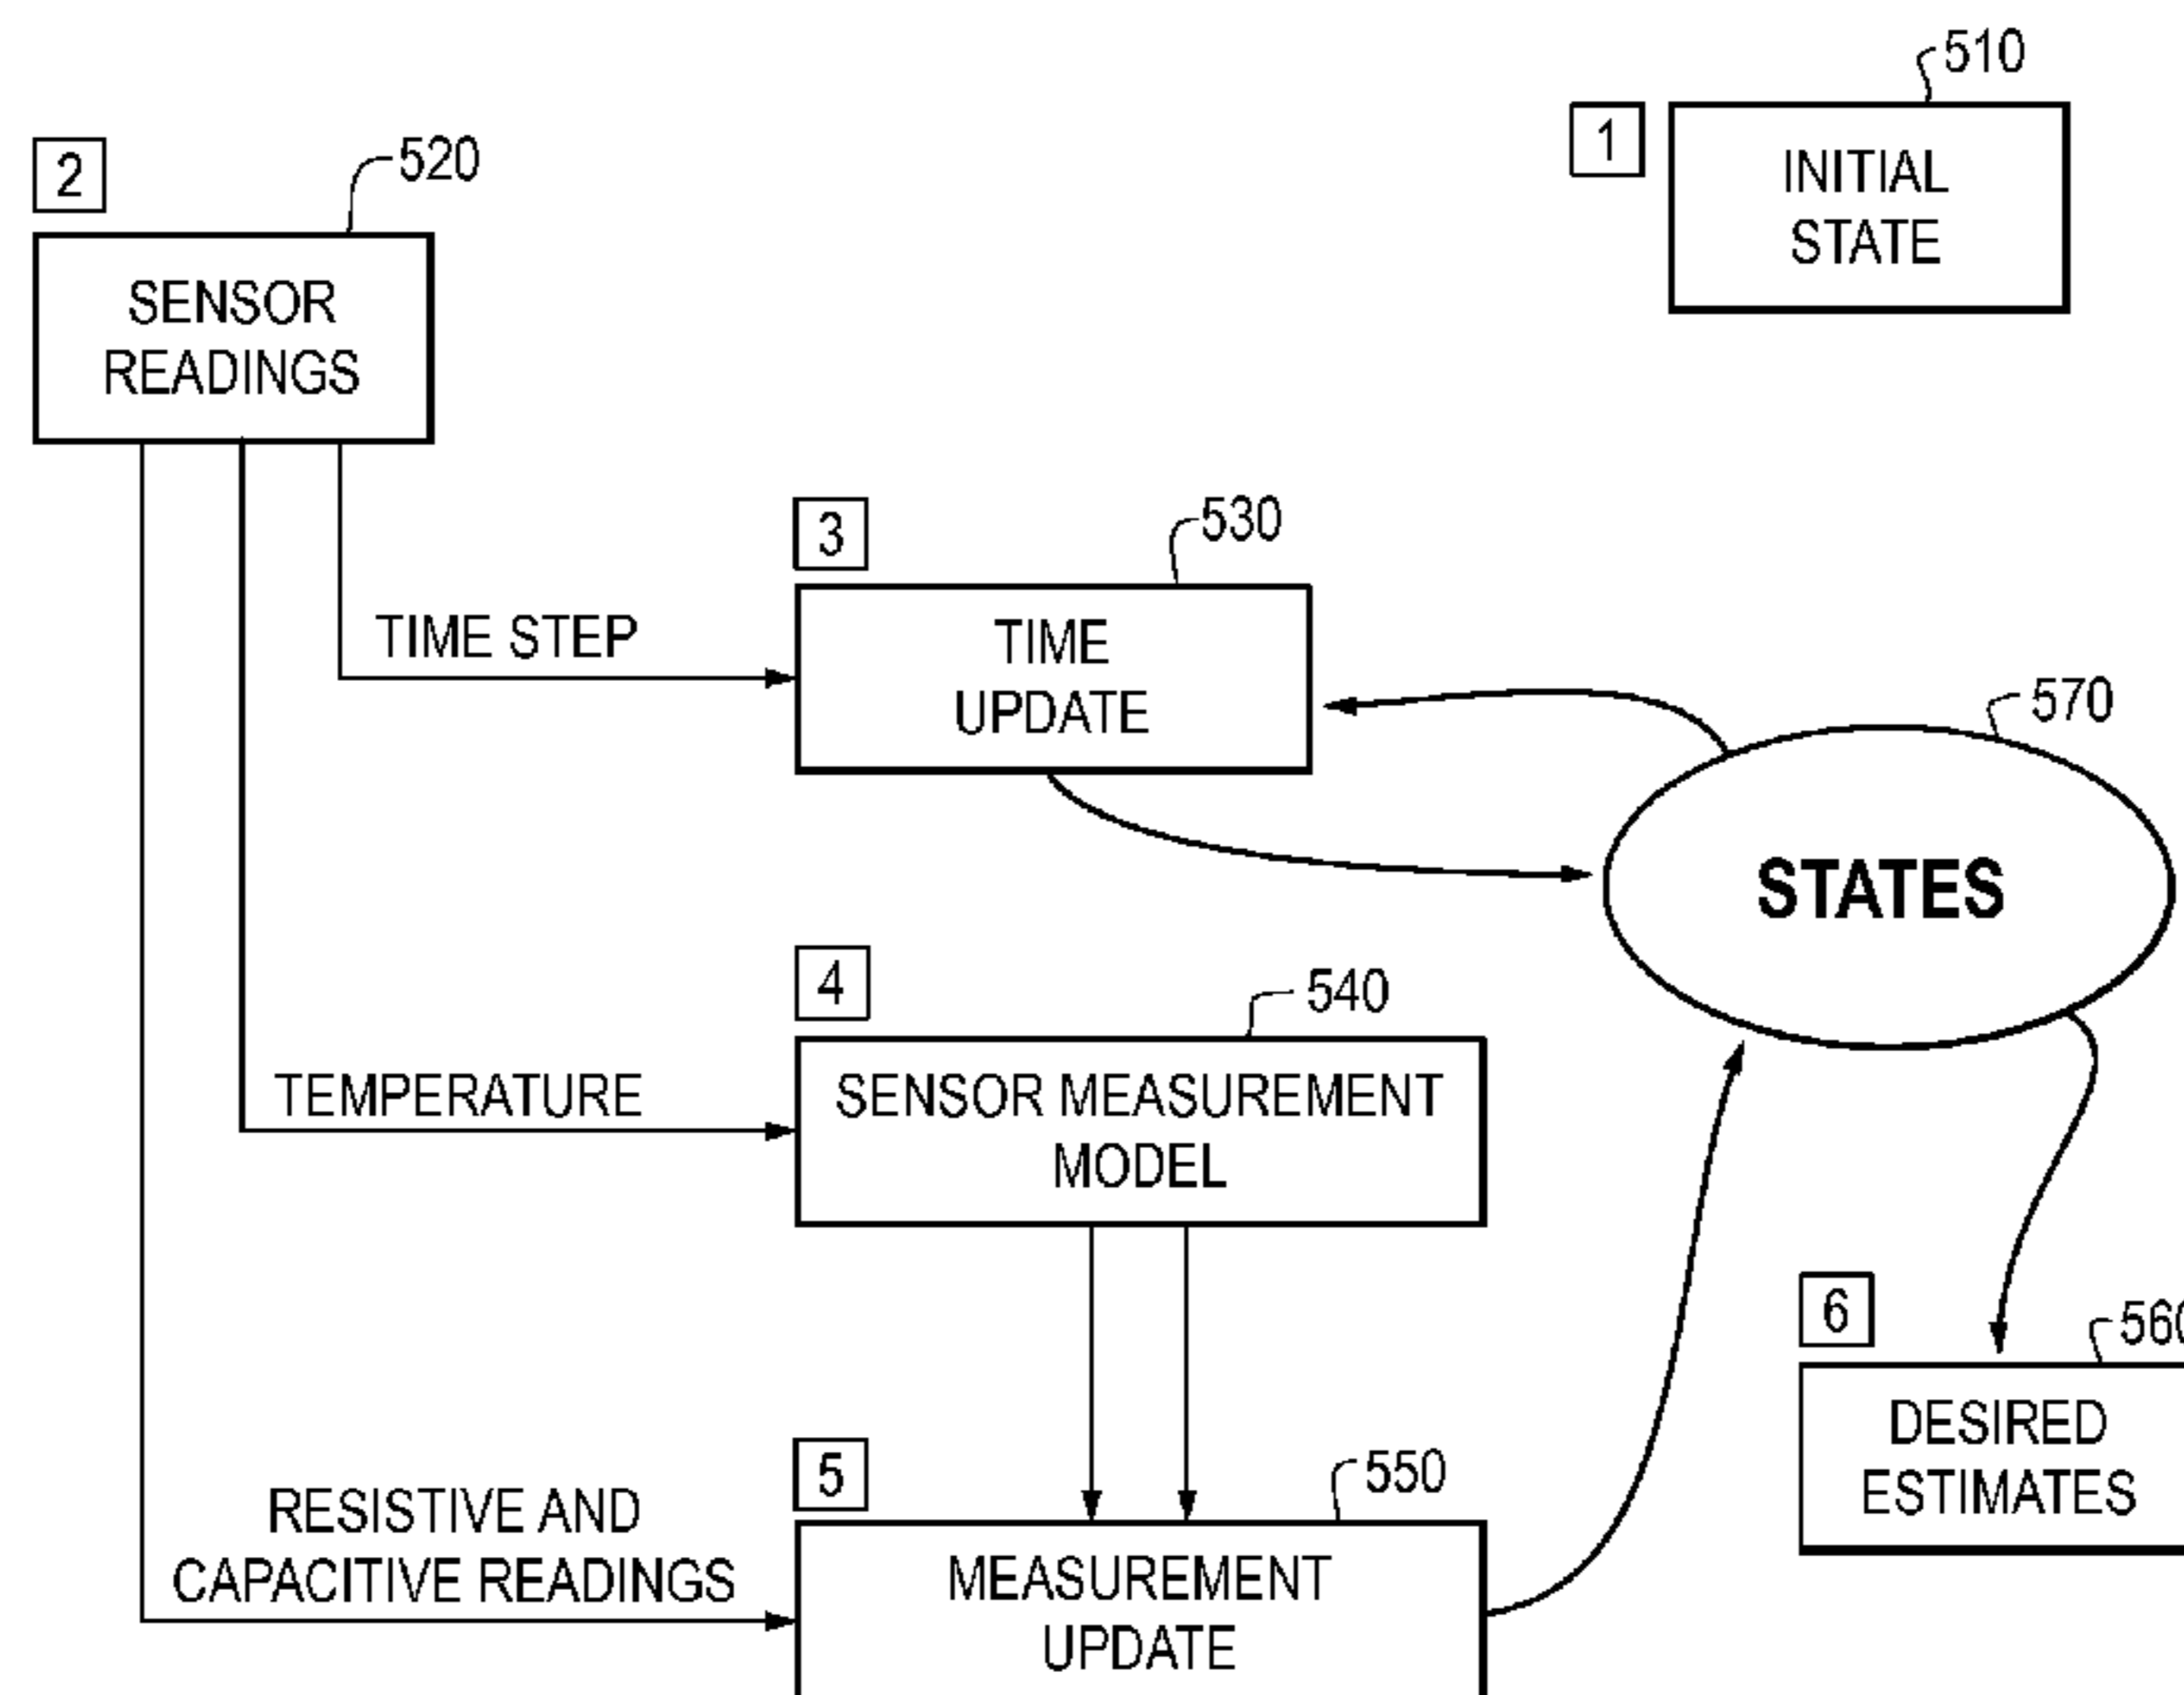 510
1
INITIAL
STATE
2
520
SENSOR
READINGS
3
530
TIME STEP
TIME
UPDATE
570
STATES
4
540
TEMPERATURE
SENSOR MEASUREMENT
MODEL
6
DESIRED
ESTIMATES
5
550
RESISTIVE AND
CAPACITIVE READINGS
MEASUREMENT
UPDATE